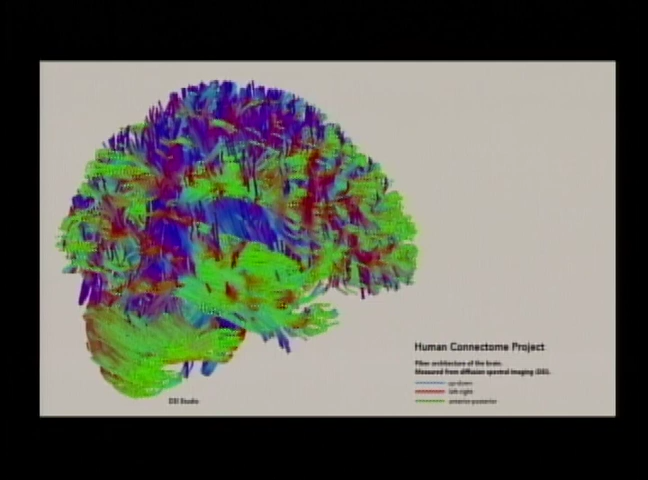 Human Connectome Project
Fiber architecture of the brain.
Measured from diffusion spectral imaging (DSI).
up-down
left-right
anterior-posterior
DSI Studio